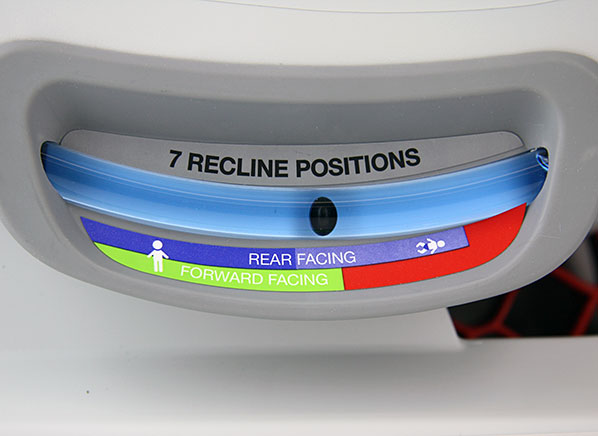 7 RECLINE POSITIONS
REAR FACING
FORWARD FACING